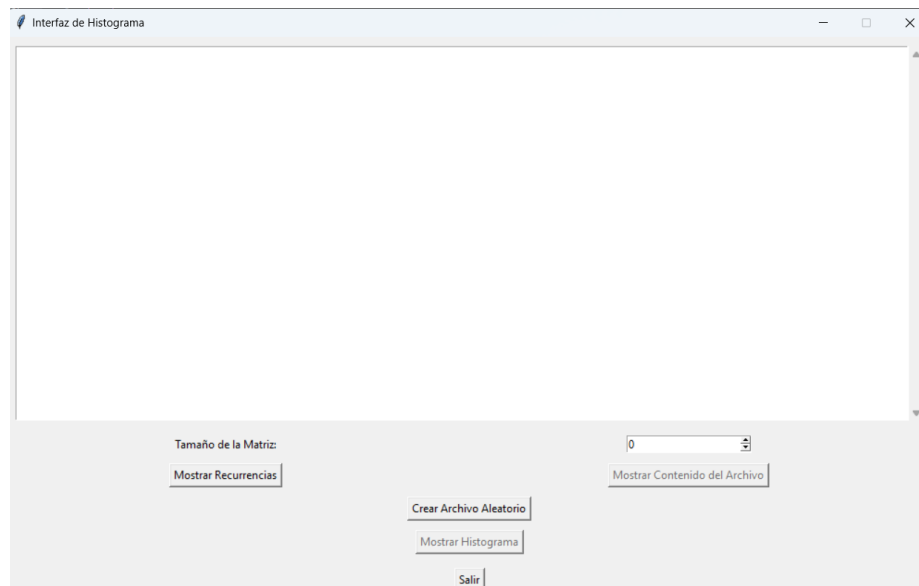 Interfaz de Histograma
Tamaño de la Matriz: 0
Mostrar Recurrencias Mostrar Contenido del Archivo
Crear Archivo Aleatorio
Mostrar Histograma
Salir